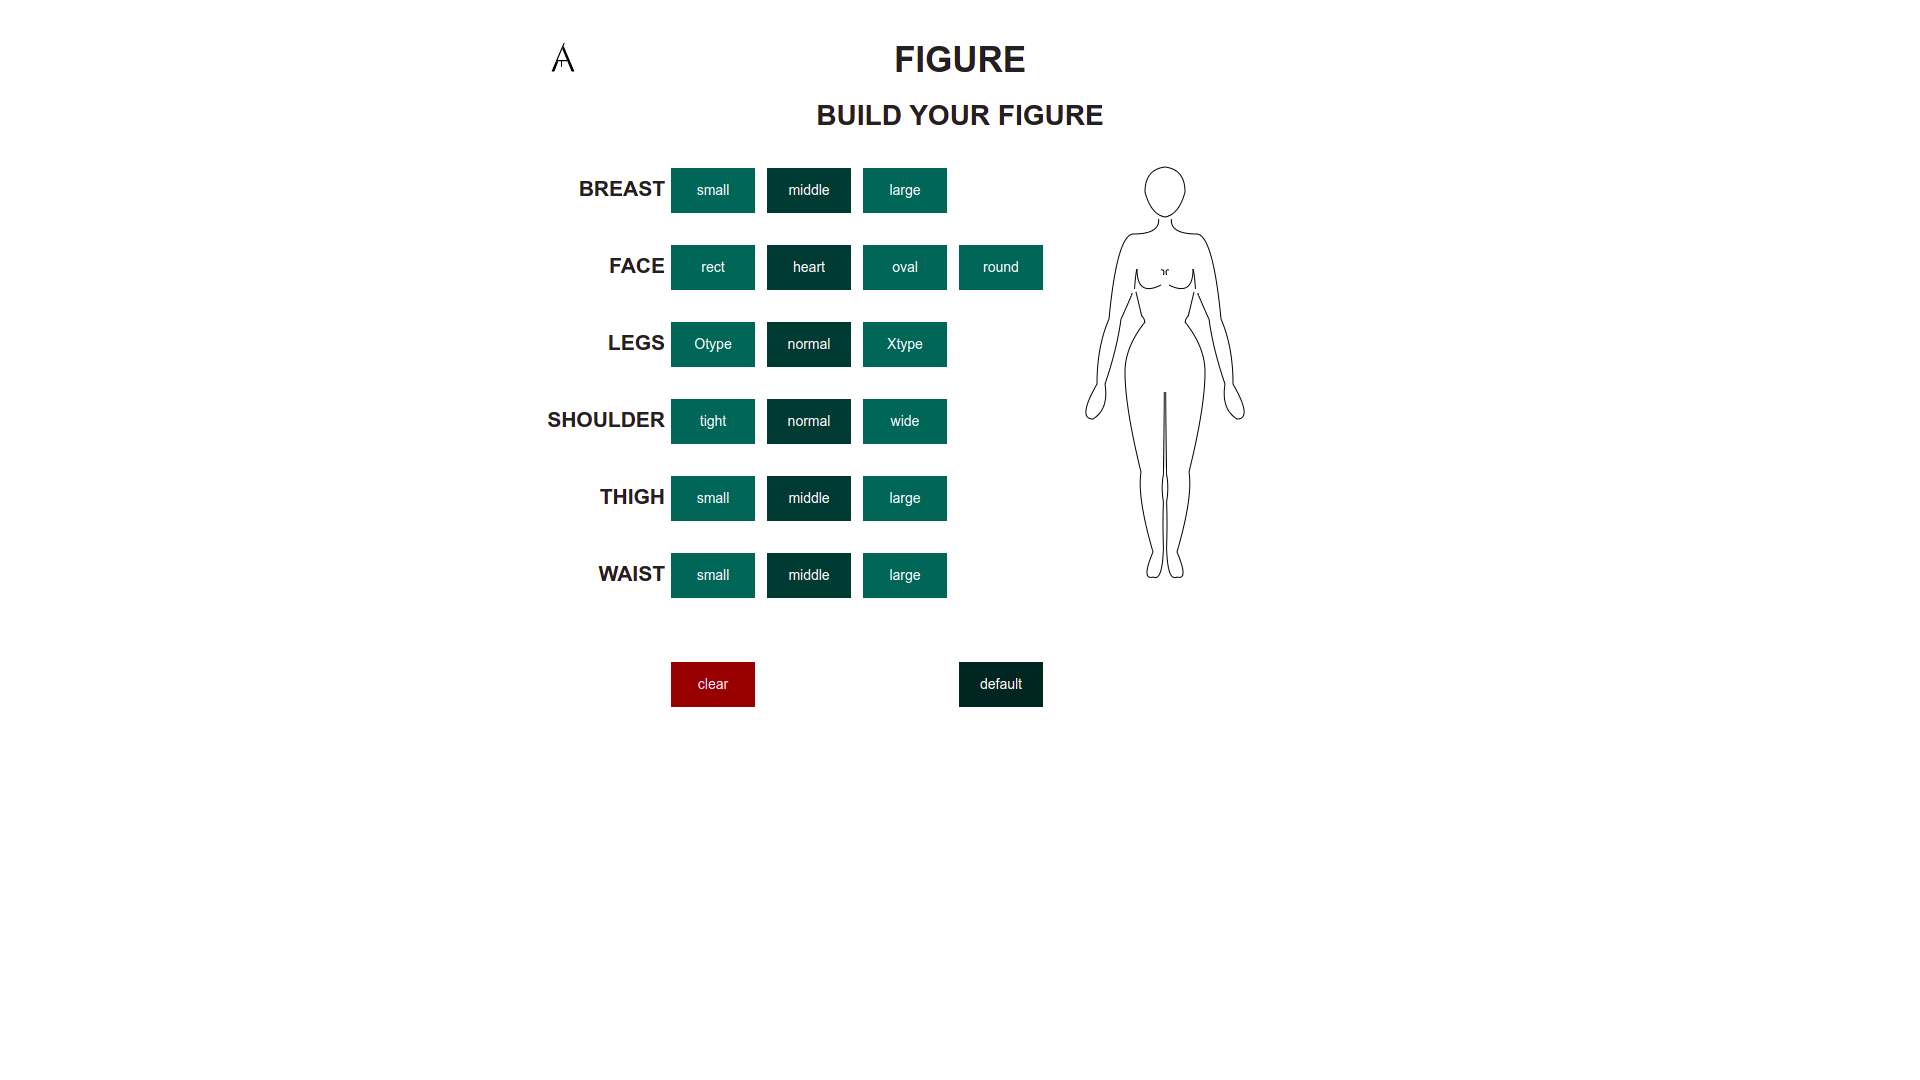 FIGURE
BUILD YOUR FIGURE
BREAST small middle large
FACE rect heart oval round
LEGS Otype normal Xtype
SHOULDER tight normal wide
THIGH small middle large
WAIST small middle large
clear default